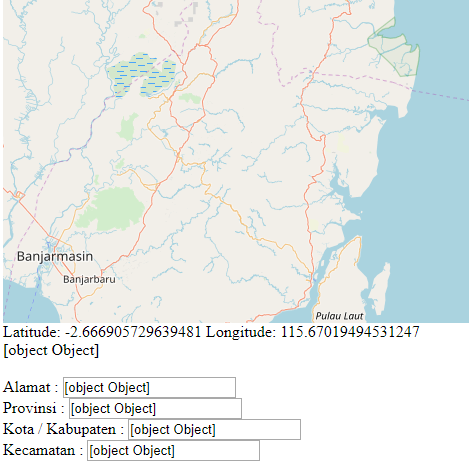 Banjarmasin
Banjarbaru
Pulau Laut
Latitude: -2.666905729639481 Longitude: 115.67019494531247
[object Object]
Alamat : [object Object]
Provinsi : [object Object]
Kota / Kabupaten : [object Object]
Kecamatan : [object Object]